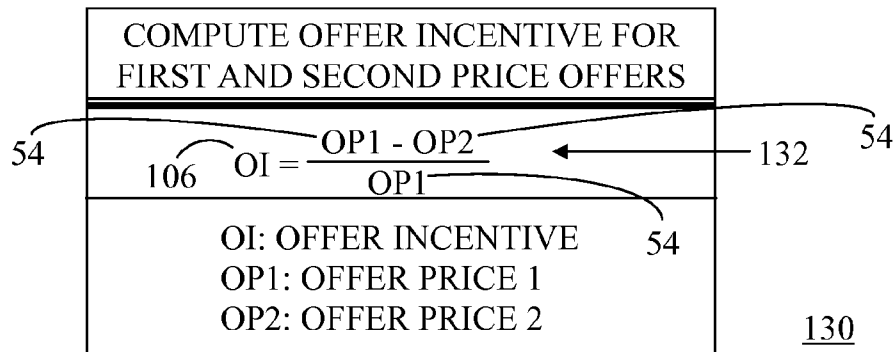 COMPUTE OFFER INCENTIVE FOR
FIRST AND SECOND PRICE OFFERS
54 OP1 - OP2 54
106 OI = 132
OP1
54
OI: OFFER INCENTIVE
OP1: OFFER PRICE 1
OP2: OFFER PRICE 2
130